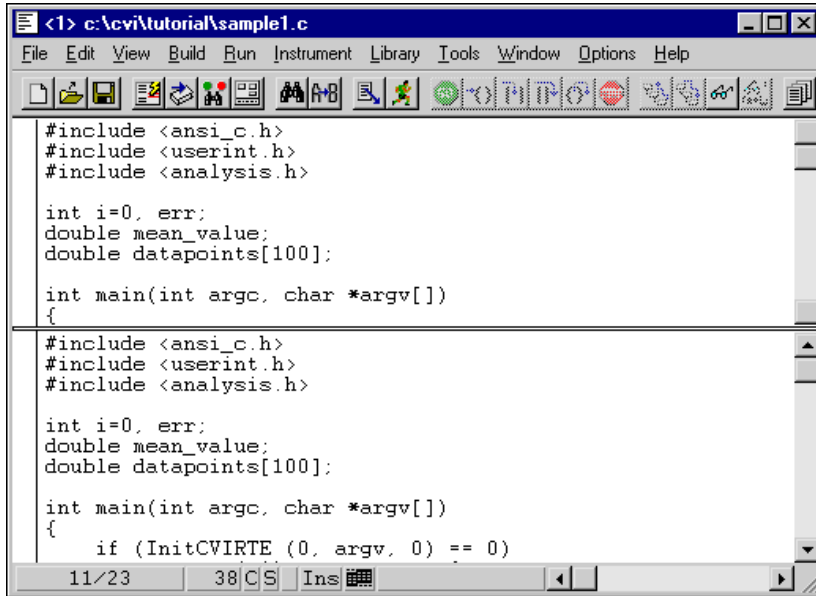 <1> c:\cvi\tutorial\sample1.c
File Edit View Build Run Instrument Library Tools Window Options Help
#include <ansi_c.h>
#include <userint.h>
#include <analysis.h>
int i=0, err;
double mean_value;
double datapoints[100];
int main(int argc, char *argv[])
{
#include <ansi_c.h>
#include <userint.h>
#include <analysis.h>
int i=0, err;
double mean_value;
double datapoints[100];
int main(int argc, char *argv[])
{
if (InitCVIRTE (0, argv, 0) == 0)
11/23 38 C S Ins